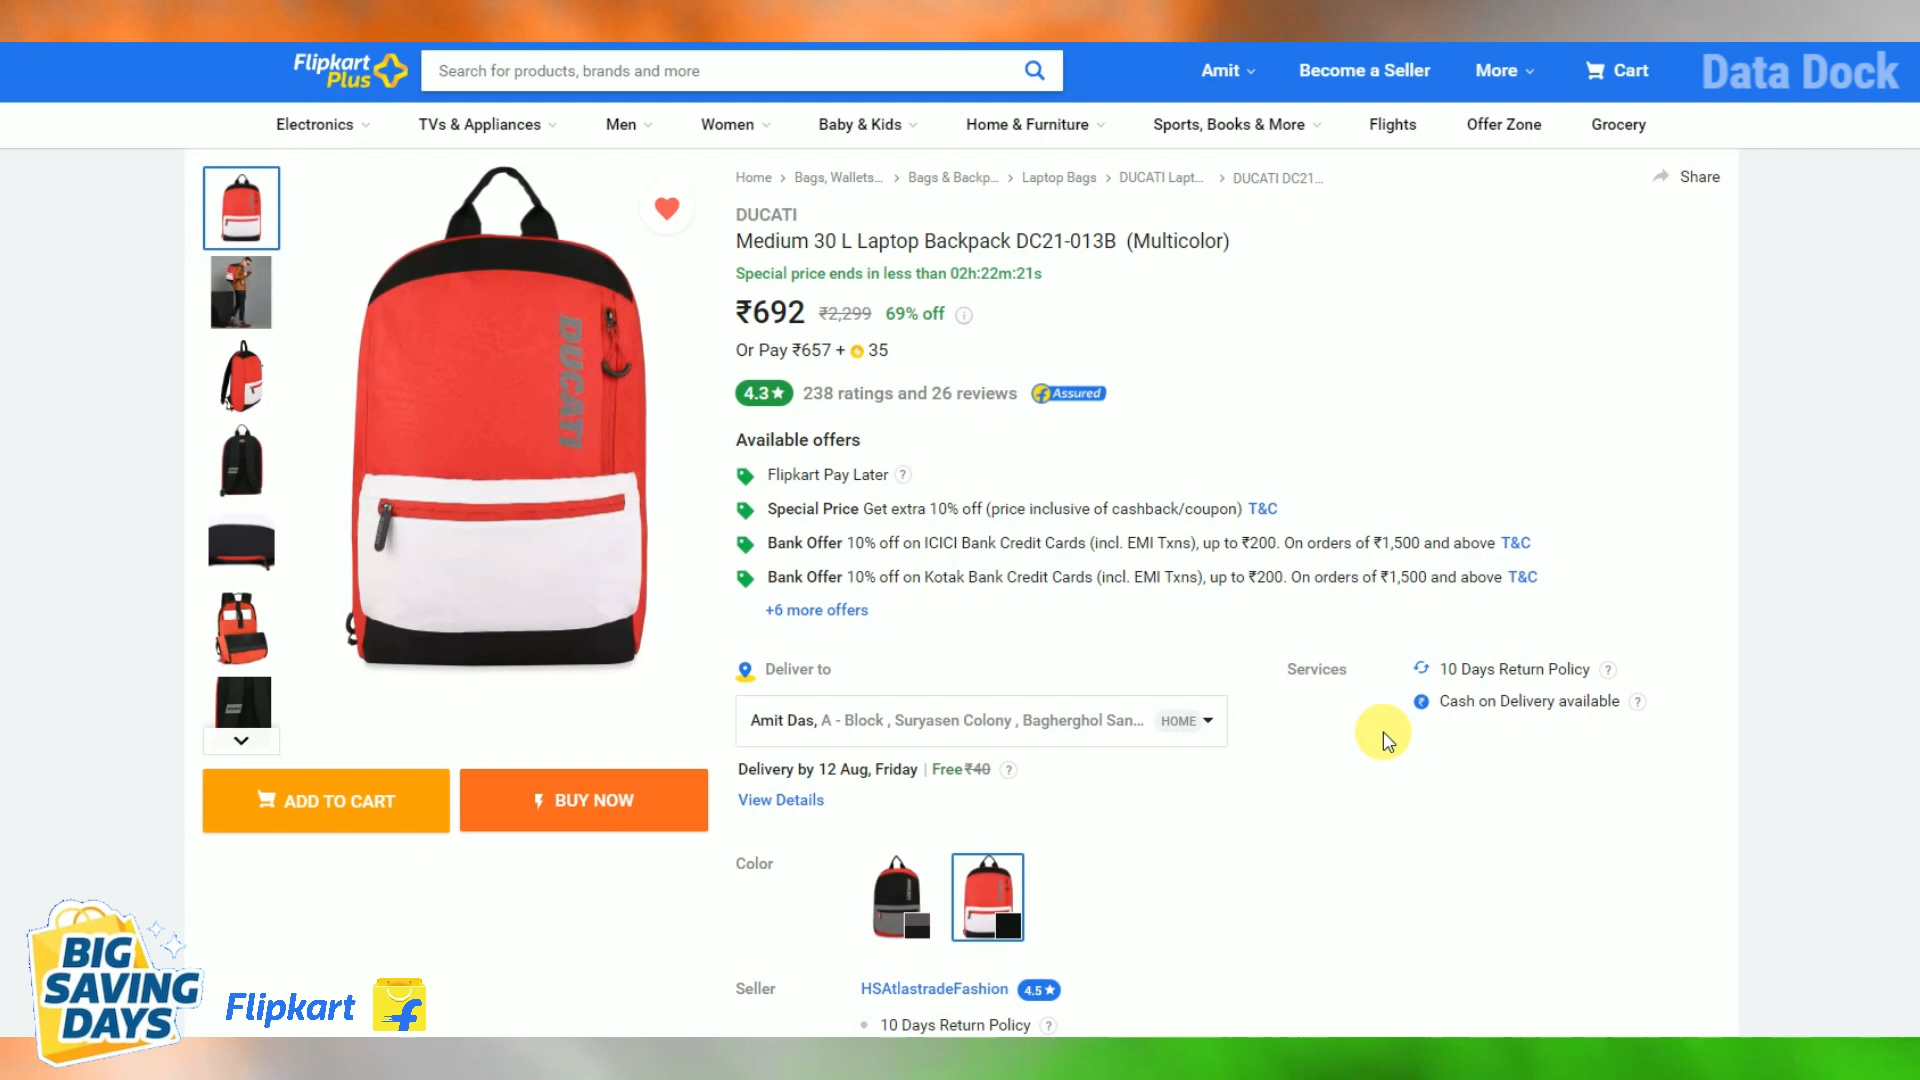 Flipkart
Plus
Search for products, brands and more
Amit
Become a Seller
More
Cart
Data Dock
Electronics
TVs & Appliances
Men
Women
Baby & Kids
Home & Furniture
Sports, Books & More
Flights
Offer Zone
Grocery
Home > Bags, Wallets... > Bags & Backp... > Laptop Bags > DUCATI Lapt... > DUCATI DC21...
Share
DUCATI
DUCATI
Medium 30 L Laptop Backpack DC21-013B (Multicolor)
Special price ends in less than 02h:22m:21s
₹692 ₹2,299 69% off
Or Pay ₹657 + 35
4.3★ 238 ratings and 26 reviews Assured
Available offers
Flipkart Pay Later ?
Special Price Get extra 10% off (price inclusive of cashback/coupon) T&C
Bank Offer 10% off on ICICI Bank Credit Cards (incl. EMI Txns), up to ₹200. On orders of ₹1,500 and above T&C
Bank Offer 10% off on Kotak Bank Credit Cards (incl. EMI Txns), up to ₹200. On orders of ₹1,500 and above T&C
+6 more offers
Deliver to
Amit Das, A - Block , Suryasen Colony , Bagherghol San... HOME
Delivery by 12 Aug, Friday | Free ₹40 ?
View Details
Services
10 Days Return Policy ?
Cash on Delivery available ?
ADD TO CART
BUY NOW
Color
Seller
HSAtlastradeFashion 4.5★
10 Days Return Policy ?
BIG
SAVING
DAYS
Flipkart